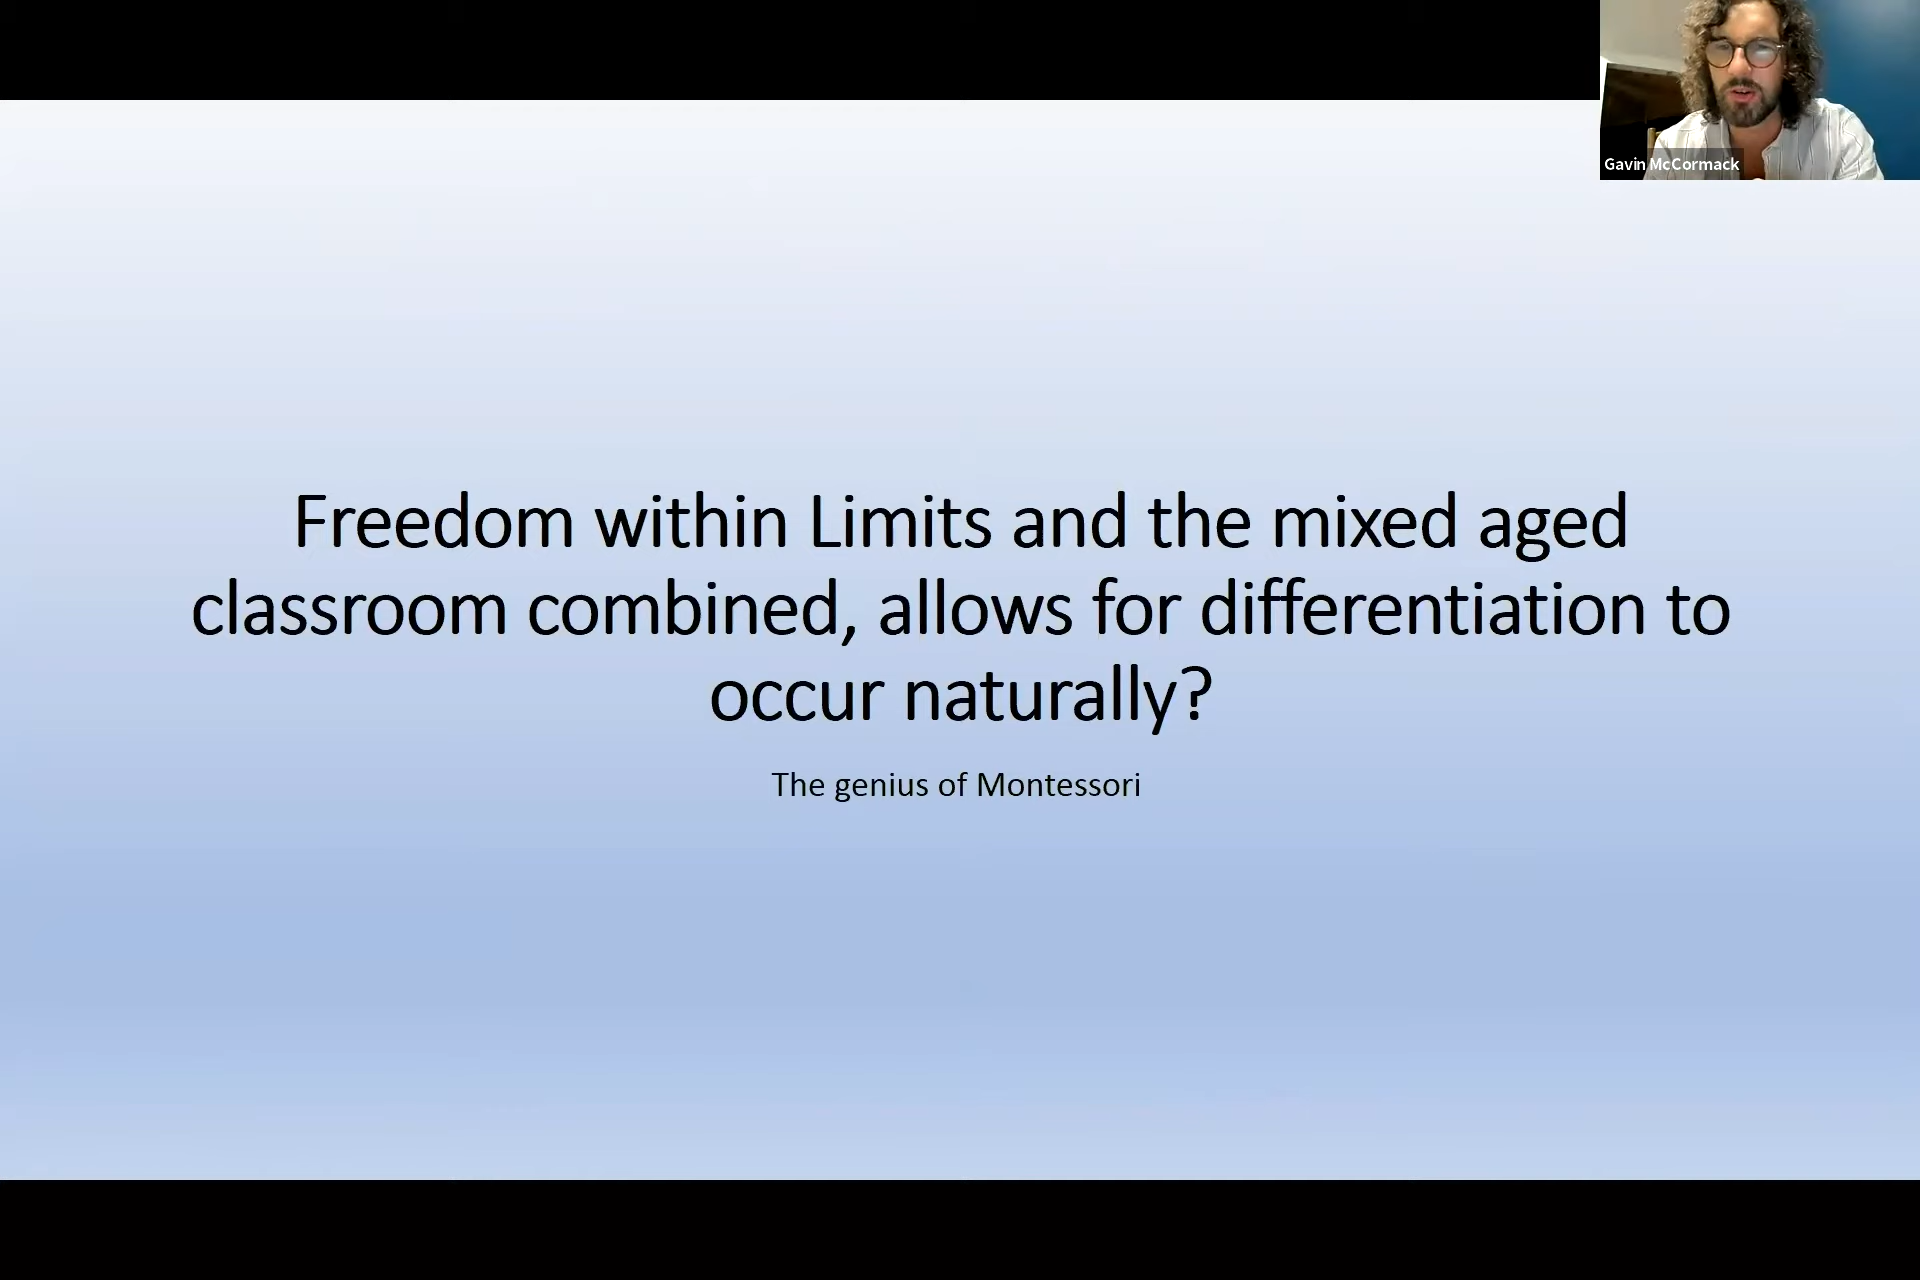 Gavin McCormack
Freedom within Limits and the mixed aged
classroom combined, allows for differentiation to
occur naturally?
The genius of Montessori